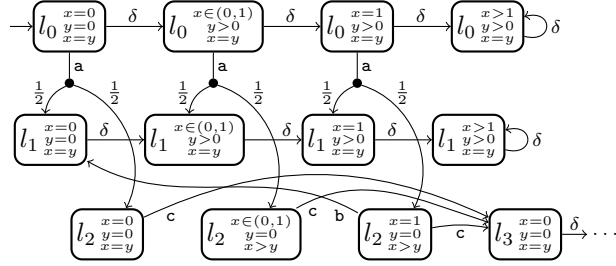 l₀ x=0 y=0 x=y δ l₀ x∈(0,1) y>0 x=y δ l₀ x=1 y>0 x=y δ l₀ x>1 y>0 x=y δ
a a a
1/2 1/2 1/2 1/2 1/2 1/2
l₁ x=0 y=0 x=y δ l₁ x∈(0,1) y>0 x=y δ l₁ x=1 y>0 x=y δ l₁ x>1 y>0 x=y δ
l₂ x=0 y=0 x=y c l₂ x∈(0,1) y=0 x>y c b l₂ x=1 y=0 x>y c l₃ x=0 y=0 x=y δ ···